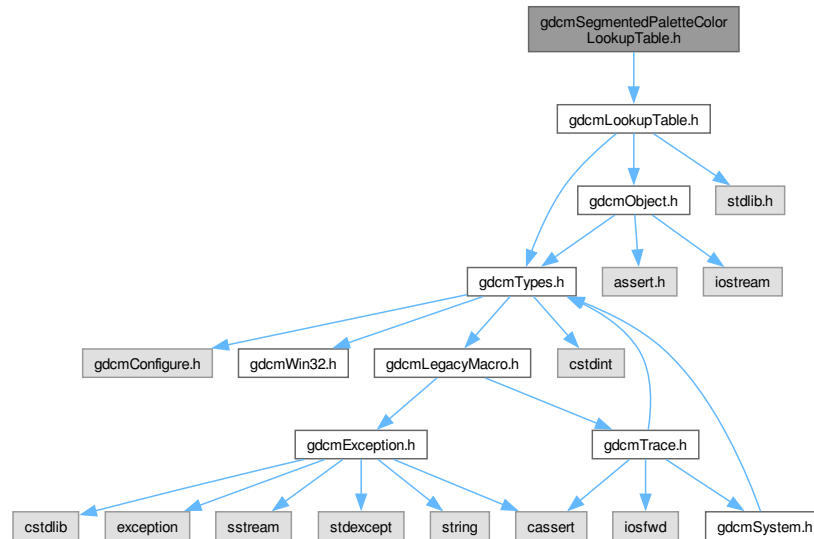 gdcmSegmentedPaletteColor
LookupTable.h
gdcmLookupTable.h
gdcmObject.h
stdlib.h
gdcmTypes.h
assert.h
iostream
gdcmConfigure.h
gdcmWin32.h
gdcmLegacyMacro.h
cstdint
gdcmException.h
gdcmTrace.h
cstdlib
exception
sstream
stdexcept
string
cassert
iosfwd
gdcmSystem.h